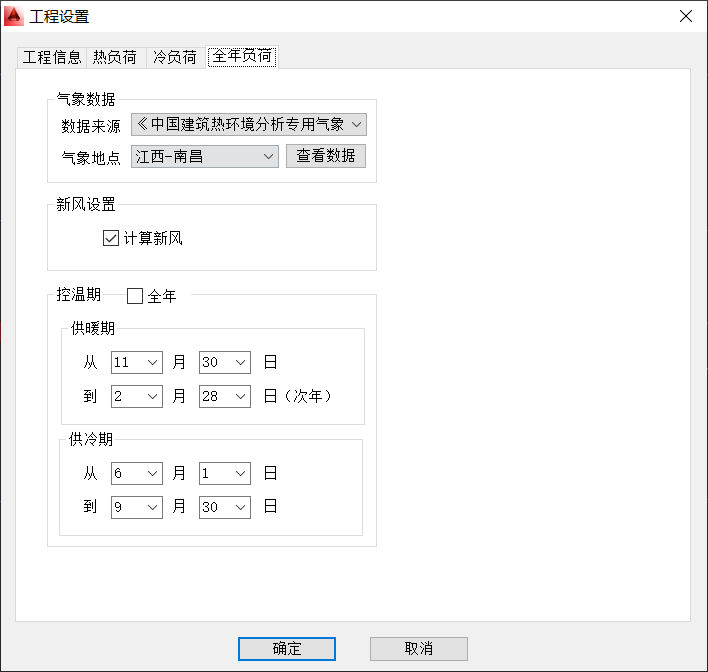 工程设置
工程信息 热负荷 冷负荷 全年负荷
气象数据
数据来源 《中国建筑热环境分析专用气象
气象地点 江西-南昌 查看数据
新风设置
计算新风
控温期 全年
供暖期
从 11 月 30 日
到 2 月 28 日（次年）
供冷期
从 6 月 1 日
到 9 月 30 日
确定 取消